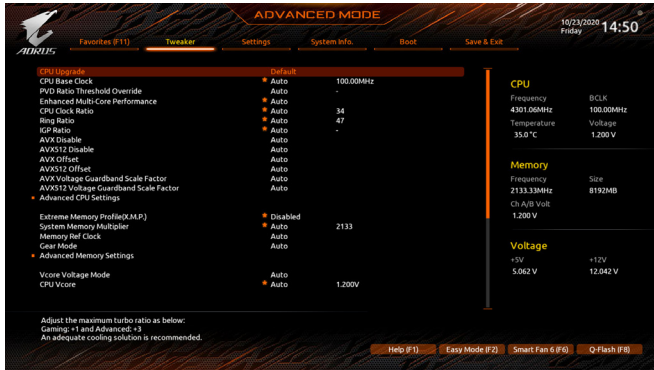 ADVANCED MODE
10/23/2020 Friday 14:50
AORUS
Favorites (F11) Tweaker Settings System Info. Boot Save & Exit
CPU Upgrade Default
CPU Base Clock Auto 100.00MHz
PVD Ratio Threshold Override Auto -
Enhanced Multi-Core Performance Auto
CPU Clock Ratio Auto 34
Ring Ratio Auto 47
IGP Ratio Auto -
AVX Disable Auto
AVX512 Disable Auto
AVX Offset Auto
AVX512 Offset Auto
AVX Voltage Guardband Scale Factor Auto
AVX512 Voltage Guardband Scale Factor Auto
Advanced CPU Settings
Extreme Memory Profile(X.M.P.) Disabled
System Memory Multiplier Auto 2133
Memory Ref Clock Auto
Gear Mode Auto
Advanced Memory Settings
Vcore Voltage Mode Auto
CPU Vcore Auto 1.200V
CPU
Frequency BCLK
4301.06MHz 100.00MHz
Temperature Voltage
35.0 °C 1.200 V
Memory
Frequency Size
2133.33MHz 8192MB
Ch A/B Volt
1.200 V
Voltage
+5V +12V
5.062 V 12.042 V
Adjust the maximum turbo ratio as below:
Gaming: +1 and Advanced: +3
An adequate cooling solution is recommended.
Help (F1) Easy Mode (F2) Smart Fan 6 (F6) Q-Flash (F8)